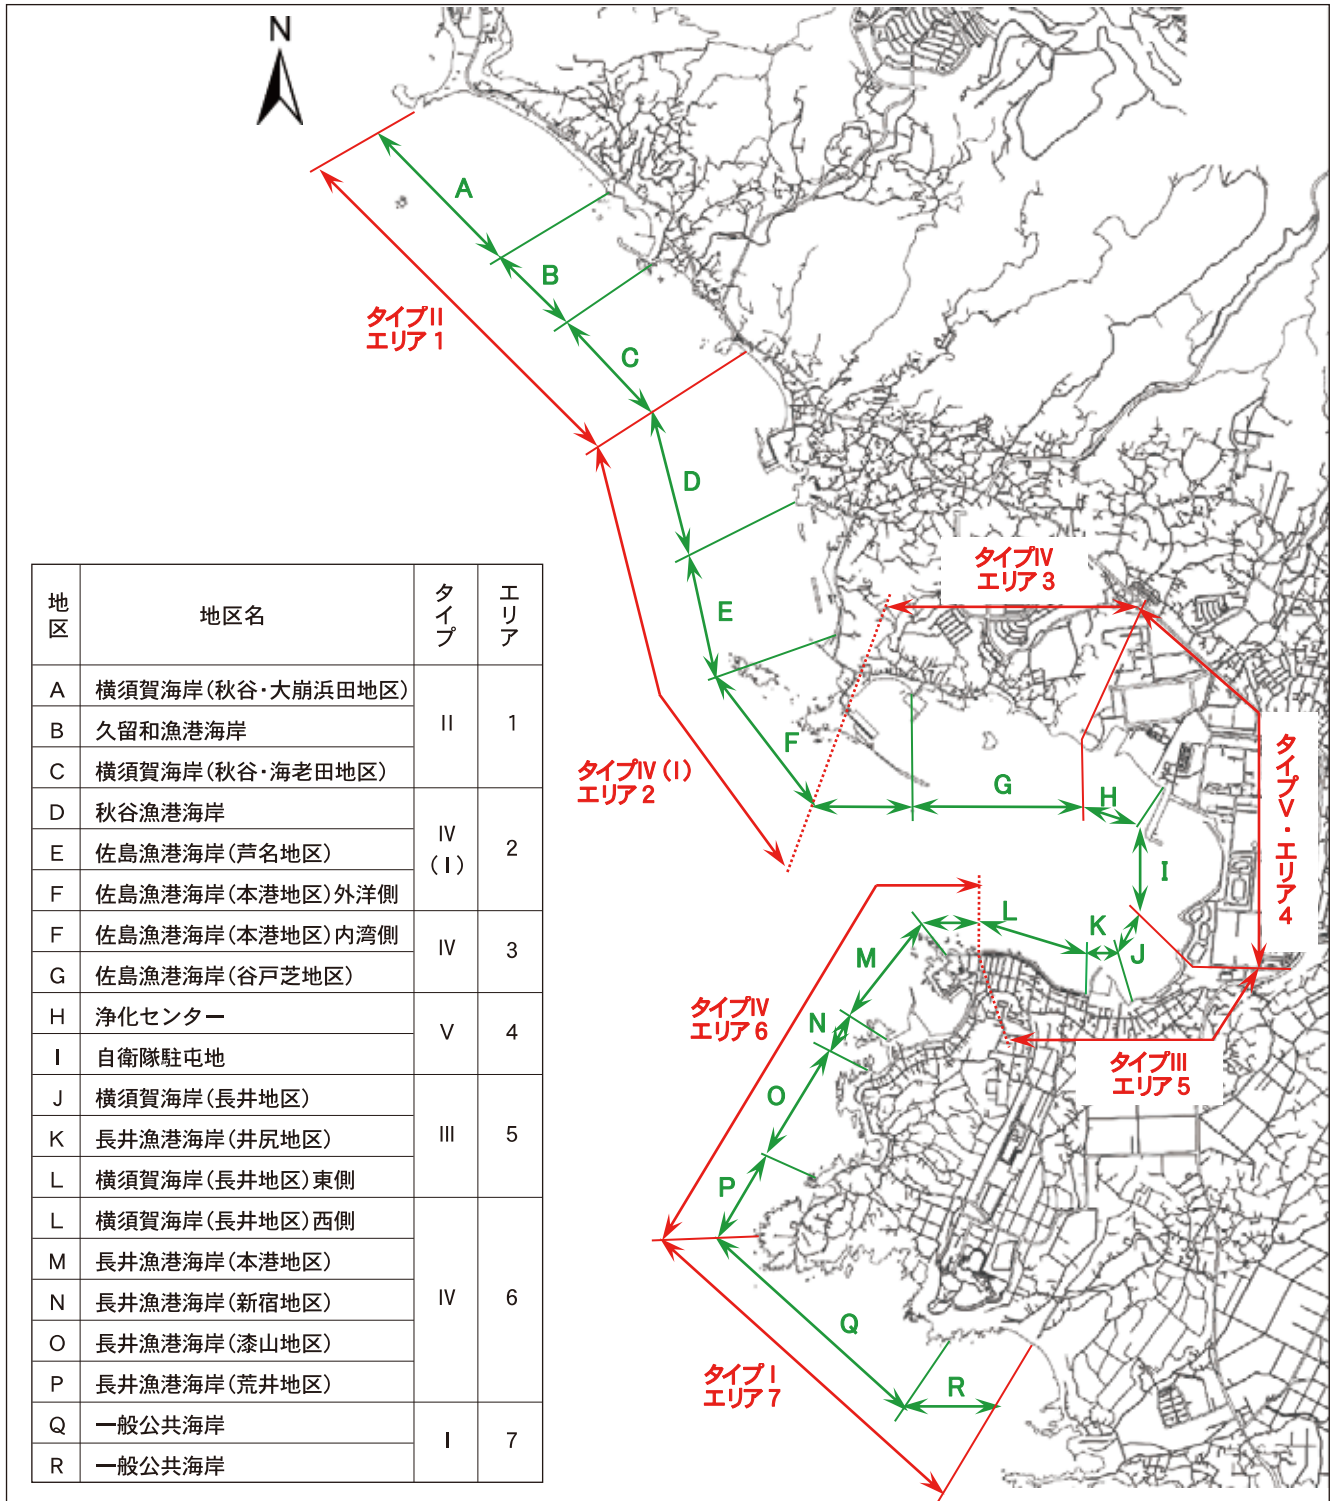 N
A
B
タイプII
エリア1
C
D
タイプIV
エリア3
E
F
タイプIV(I)
エリア2
G
H
タイプV・エリア4
I
L
K
J
M
タイプIV
エリア6
N
タイプIII
エリア5
O
P
Q
タイプI
エリア7
R
地区 地区名 タイプ エリア
A 横須賀海岸(秋谷・大崩浜田地区) II 1
B 久留和漁港海岸
C 横須賀海岸(秋谷・海老田地区)
D 秋谷漁港海岸 IV(I) 2
E 佐島漁港海岸(芦名地区)
F 佐島漁港海岸(本港地区)外洋側
F 佐島漁港海岸(本港地区)内湾側 IV 3
G 佐島漁港海岸(谷戸芝地区)
H 浄化センター V 4
I 自衛隊駐屯地
J 横須賀海岸(長井地区) III 5
K 長井漁港海岸(井尻地区)
L 横須賀海岸(長井地区)東側
L 横須賀海岸(長井地区)西側 IV 6
M 長井漁港海岸(本港地区)
N 長井漁港海岸(新宿地区)
O 長井漁港海岸(漆山地区)
P 長井漁港海岸(荒井地区)
Q 一般公共海岸 I 7
R 一般公共海岸